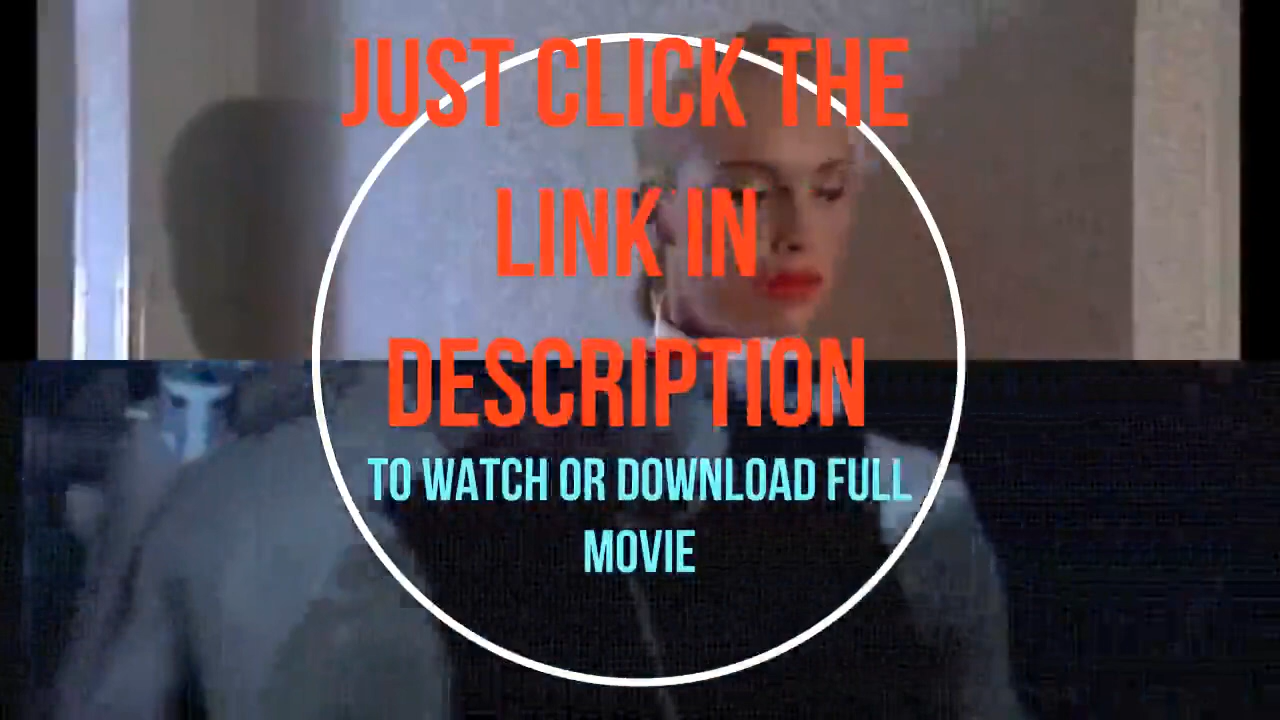 JUST CLICK THE
LINK IN
DESCRIPTION
TO WATCH OR DOWNLOAD FULL
MOVIE